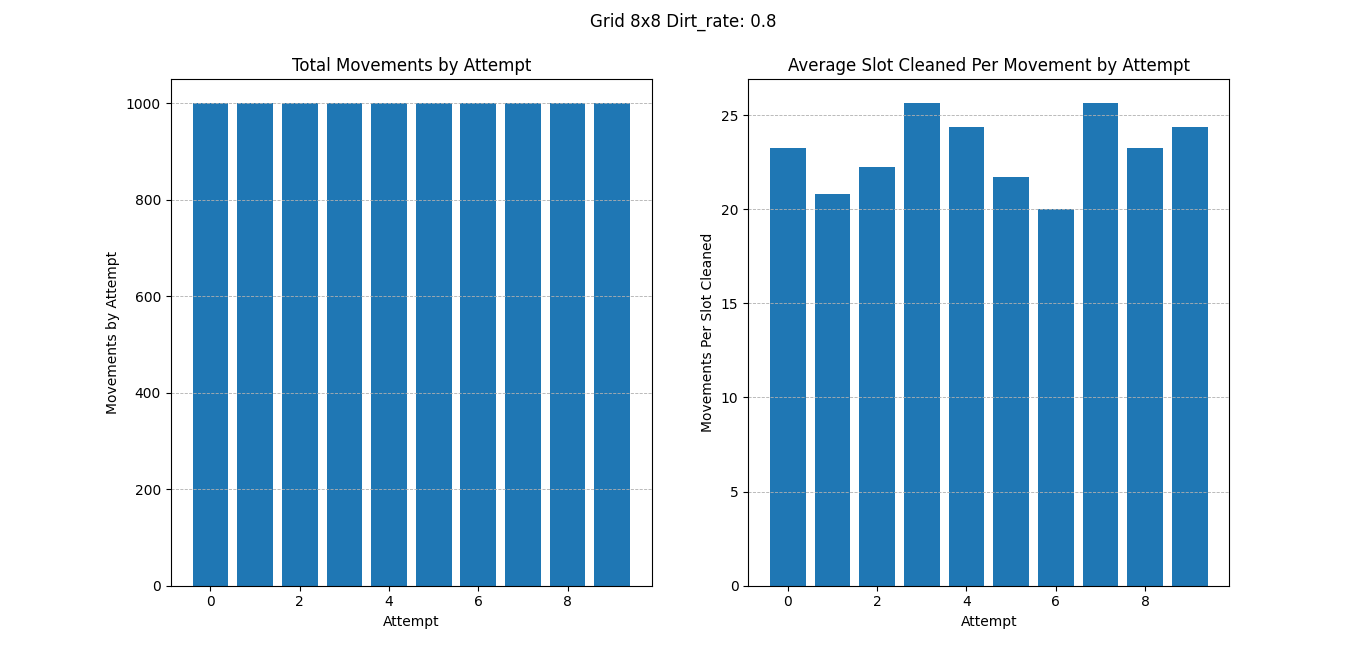 Grid 8x8 Dirt_rate: 0.8
Total Movements by Attempt
1000
800
600
400
200
0
Movements by Attempt
0 2 4 6 8
Attempt
Average Slot Cleaned Per Movement by Attempt
25
20
15
10
5
0
Movements Per Slot Cleaned
0 2 4 6 8
Attempt